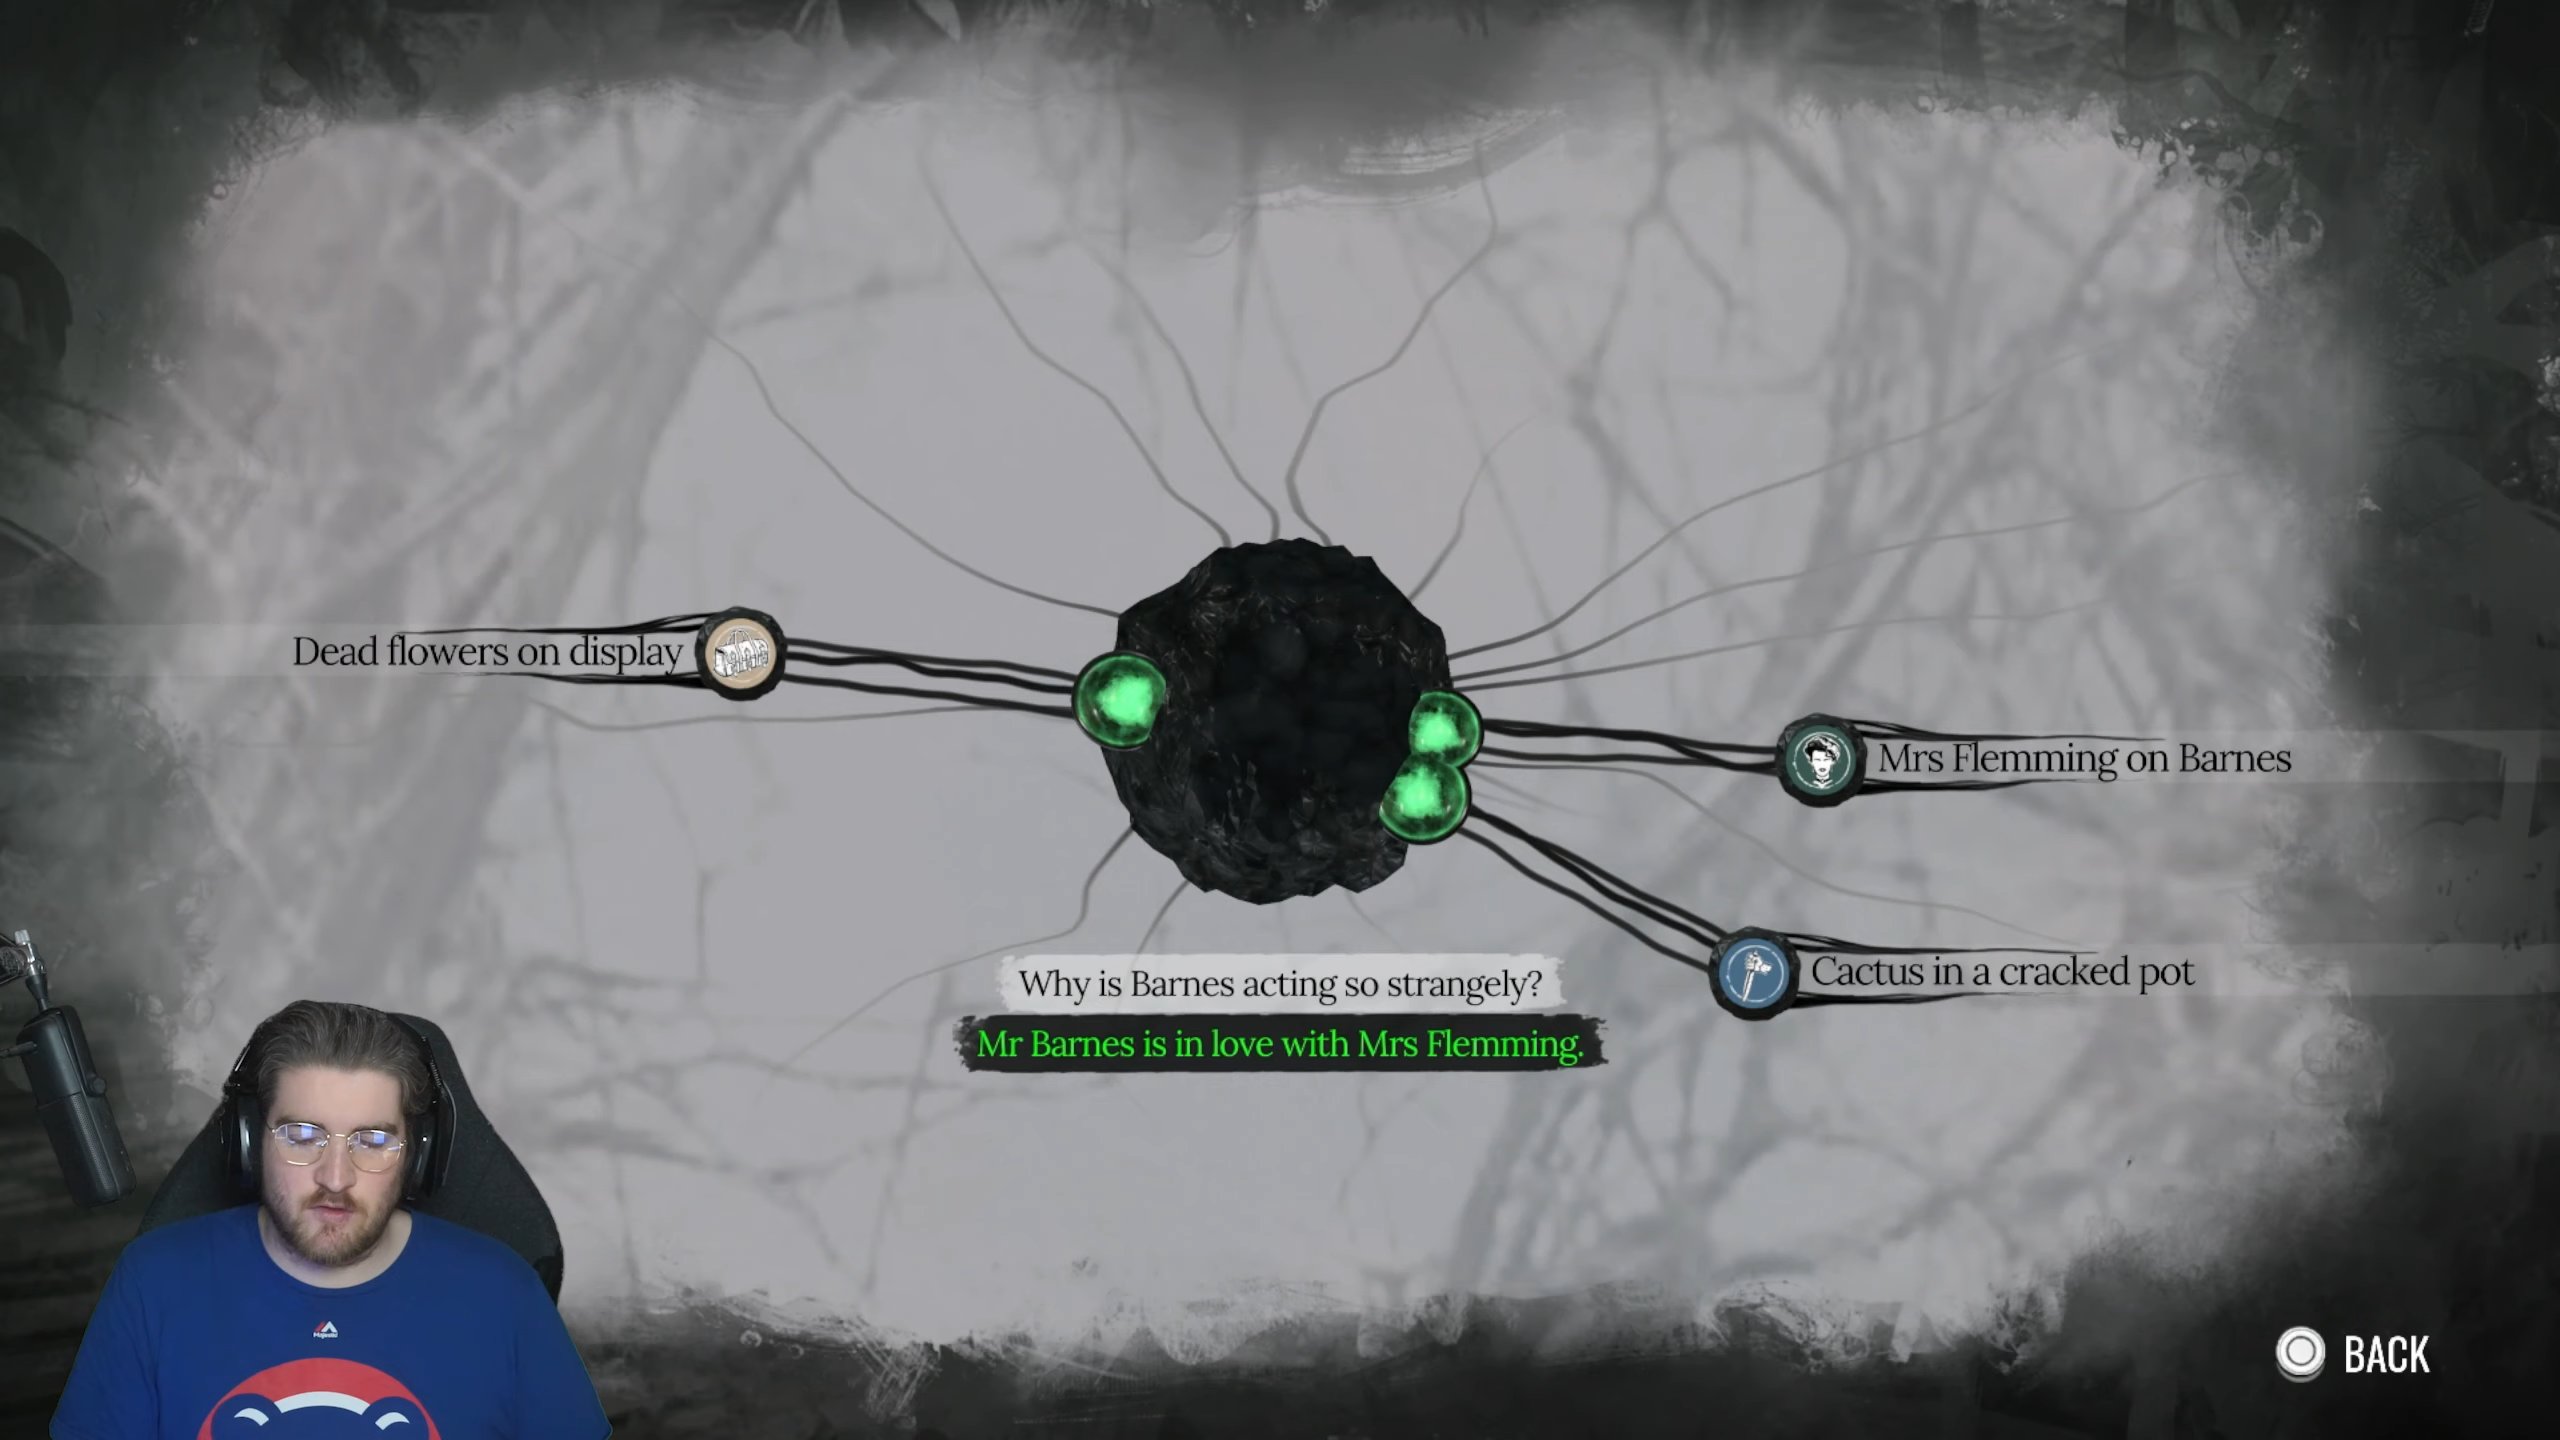 Dead flowers on display
Mrs Flemming on Barnes
Cactus in a cracked pot
Why is Barnes acting so strangely?
Mr Barnes is in love with Mrs Flemming.
BACK
Majestic